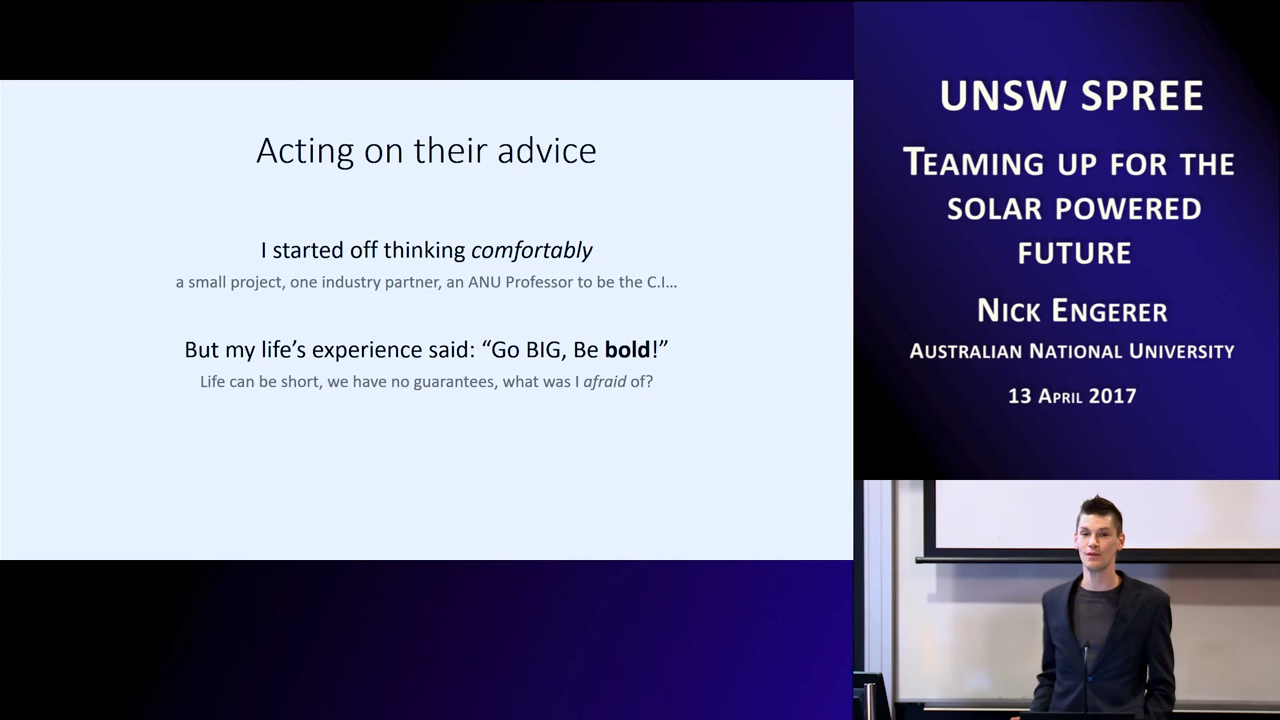 Acting on their advice
I started off thinking comfortably
a small project, one industry partner, an ANU Professor to be the C.I...
But my life’s experience said: “Go BIG, Be bold!”
Life can be short, we have no guarantees, what was I afraid of?
UNSW SPREE
TEAMING UP FOR THE
SOLAR POWERED
FUTURE
NICK ENGERER
AUSTRALIAN NATIONAL UNIVERSITY
13 APRIL 2017